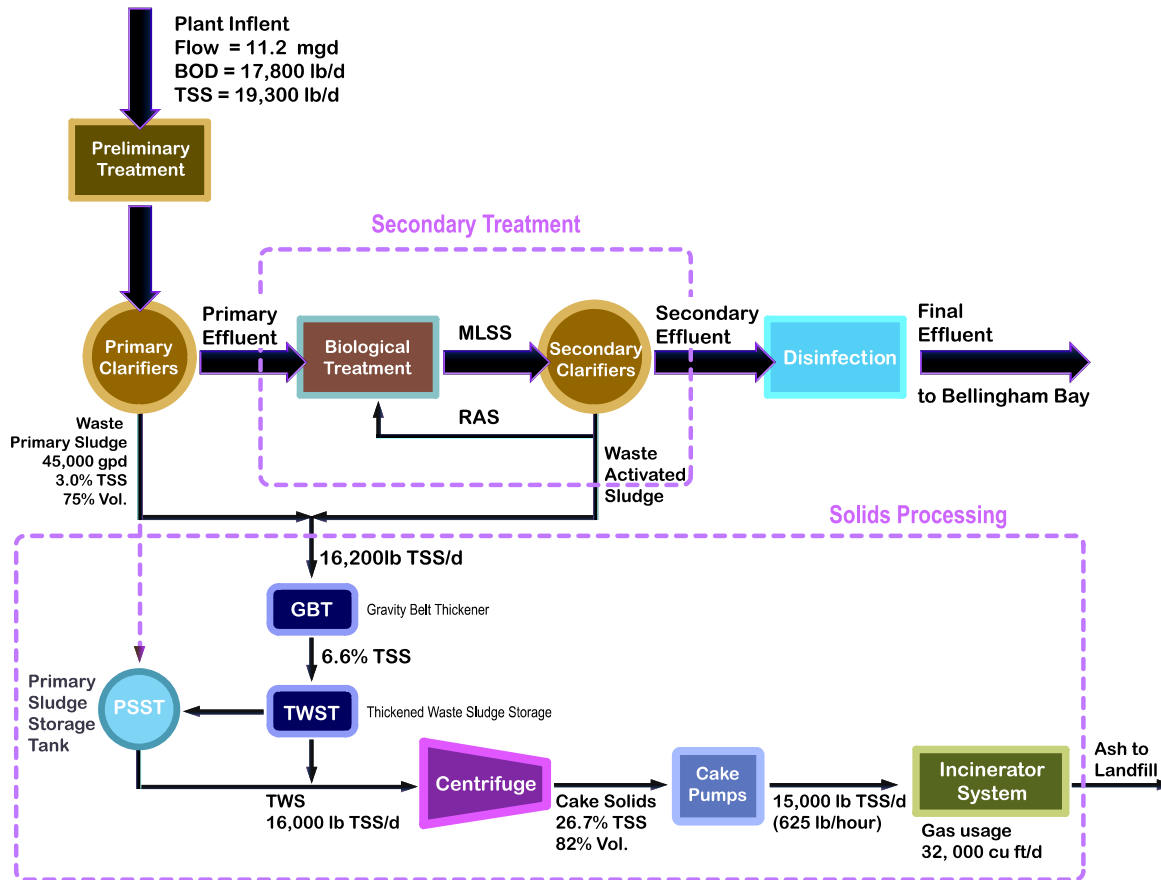 Plant Inflent
Flow = 11.2 mgd
BOD = 17,800 lb/d
TSS = 19,300 lb/d
Preliminary
Treatment
Secondary Treatment
Primary
Clarifiers
Primary
Effluent
Biological
Treatment
MLSS
RAS
Secondary
Clarifiers
Secondary
Effluent
Disinfection
Final
Effluent
to Bellingham Bay
Waste
Primary Sludge
45,000 gpd
3.0% TSS
75% Vol.
Waste
Activated
Sludge
Solids Processing
16,200lb TSS/d
GBT
Gravity Belt Thickener
6.6% TSS
Primary
Sludge
Storage
Tank
PSST
TWST
Thickened Waste Sludge Storage
TWS
16,000 lb TSS/d
Centrifuge
Cake Solids
26.7% TSS
82% Vol.
Cake
Pumps
15,000 lb TSS/d
(625 lb/hour)
Incinerator
System
Gas usage
32, 000 cu ft/d
Ash to
Landfill